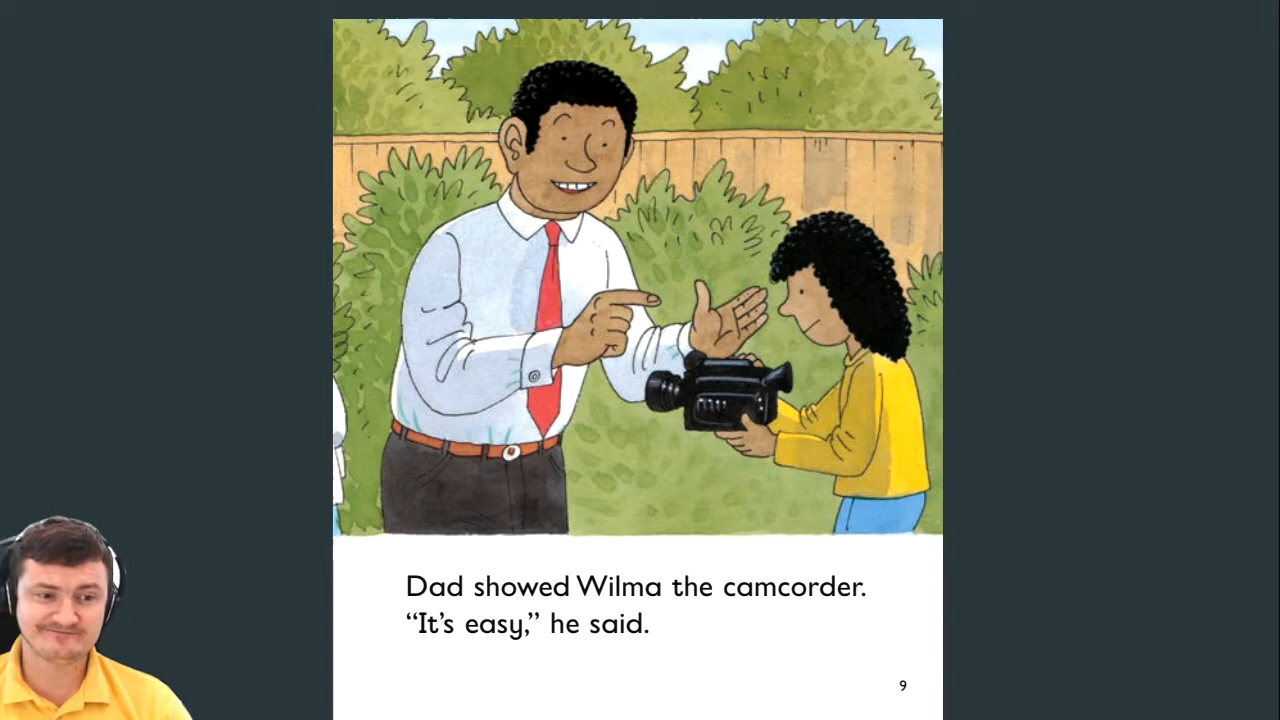 Dad showed Wilma the camcorder.
“It’s easy,” he said.
9